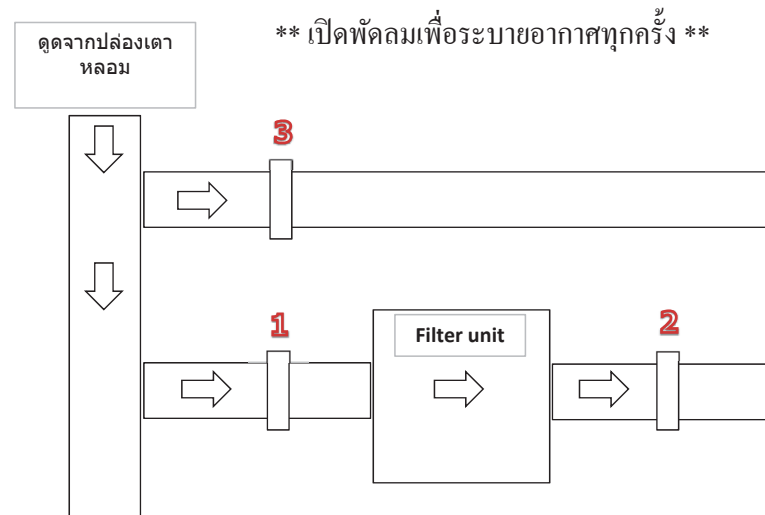 ** เปิดพัดลมเพื่อระบายอากาศทุกครั้ง **
ดูดจากปล่องเตา
หลอม
3
1
Filter unit
2